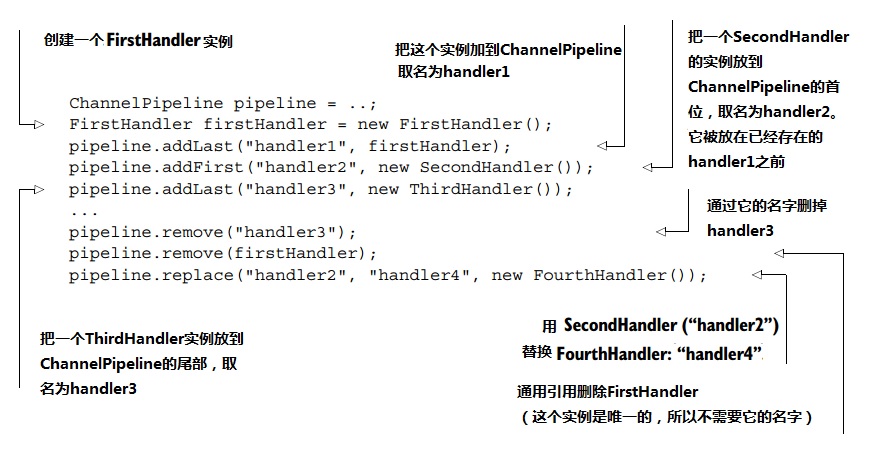 创建一个FirstHandler实例
把这个实例加到ChannelPipeline
取名为handler1
把一个SecondHandler
的实例放到
ChannelPipeline的首
位，取名为handler2。
它被放在已经存在的
handler1之前
ChannelPipeline pipeline = ..;
FirstHandler firstHandler = new FirstHandler();
pipeline.addLast("handler1", firstHandler);
pipeline.addFirst("handler2", new SecondHandler());
pipeline.addLast("handler3", new ThirdHandler());
...
pipeline.remove("handler3");
pipeline.remove(firstHandler);
pipeline.replace("handler2", "handler4", new FourthHandler());
通过它的名字删掉
handler3
把一个ThirdHandler实例放到
ChannelPipeline的尾部，取
名为handler3
用 SecondHandler (“handler2”)
替换FourthHandler: “handler4”
通用引用删除FirstHandler
（这个实例是唯一的，所以不需要它的名字）